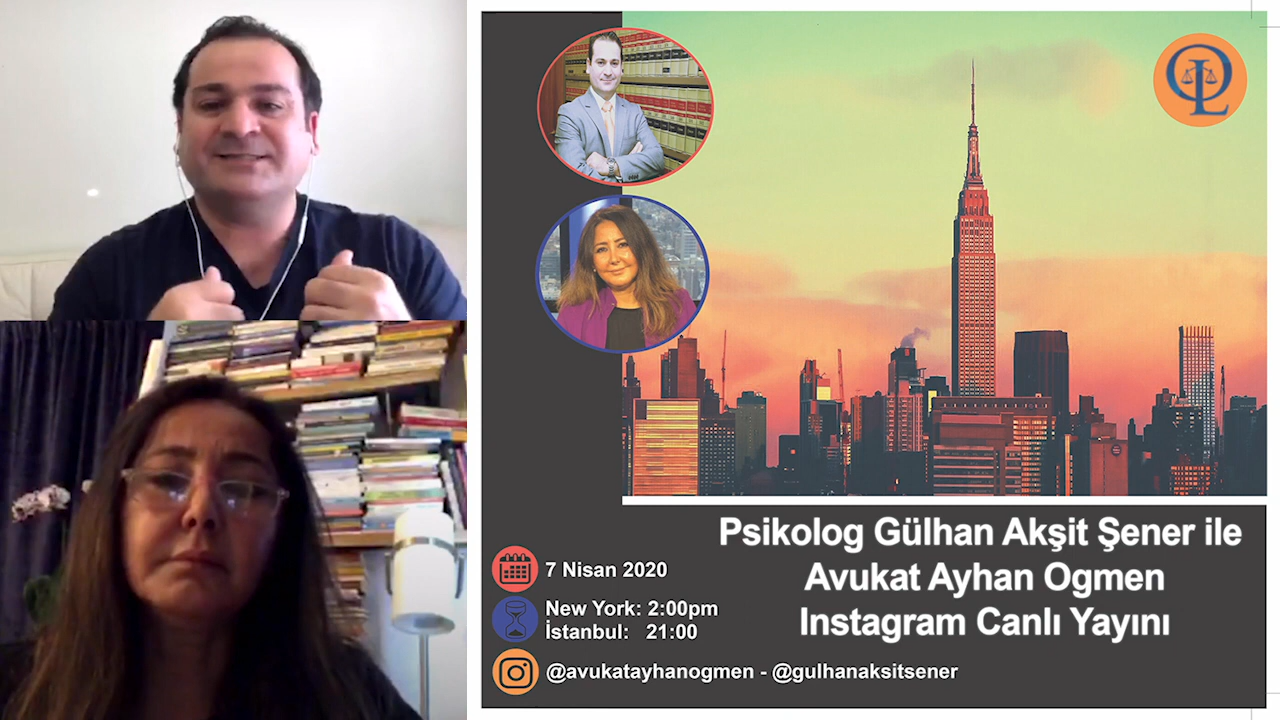 OL
Psikolog Gülhan Akşit Şener ile
Avukat Ayhan Ogmen
Instagram Canlı Yayını
7 Nisan 2020
New York: 2:00pm
İstanbul: 21:00
@avukatayhanogmen - @gulhanaksitsener